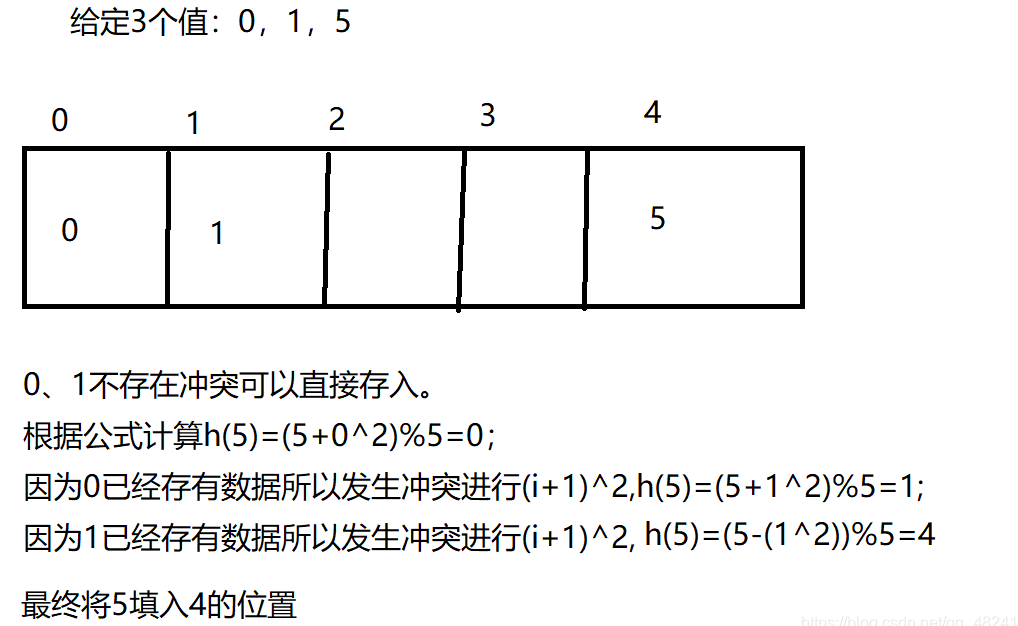 给定3个值：0，1，5
0 1 2 3 4
0 1 5
0、1不存在冲突可以直接存入。
根据公式计算h(5)=(5+0^2)%5=0；
因为0已经存有数据所以发生冲突进行(i+1)^2,h(5)=(5+1^2)%5=1;
因为1已经存有数据所以发生冲突进行(i+1)^2, h(5)=(5-(1^2))%5=4
最终将5填入4的位置
https://blog.csdn.net/qq_48241